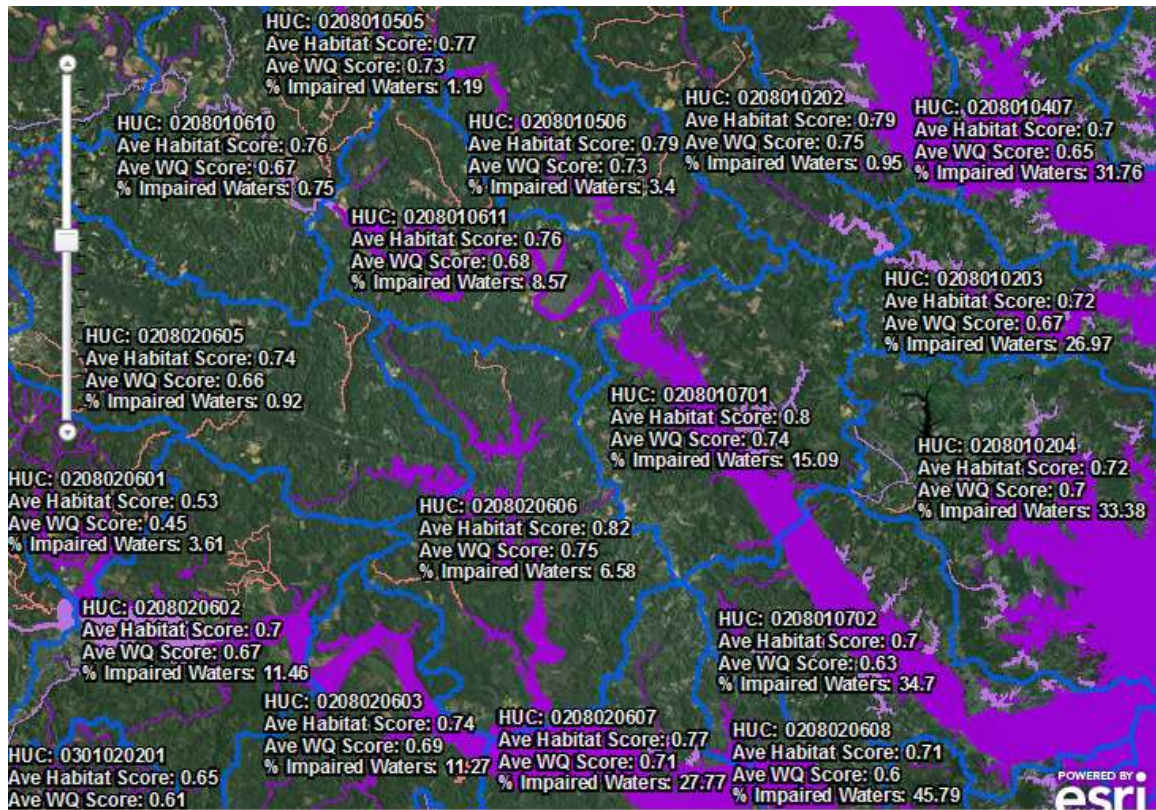 HUC: 0208010505
Ave Habitat Score: 0.77
Ave WQ Score: 0.73
% Impaired Waters: 1.19
HUC: 0208010610
Ave Habitat Score: 0.76
Ave WQ Score: 0.67
% Impaired Waters: 0.75
HUC: 0208010506
Ave Habitat Score: 0.79
Ave WQ Score: 0.73
% Impaired Waters: 3.4
HUC: 0208010202
Ave Habitat Score: 0.79
Ave WQ Score: 0.75
% Impaired Waters: 0.95
HUC: 0208010407
Ave Habitat Score: 0.7
Ave WQ Score: 0.65
% Impaired Waters: 31.76
HUC: 0208010611
Ave Habitat Score: 0.76
Ave WQ Score: 0.68
% Impaired Waters: 8.57
HUC: 0208010203
Ave Habitat Score: 0.72
Ave WQ Score: 0.67
% Impaired Waters: 26.97
HUC: 0208020605
Ave Habitat Score: 0.74
Ave WQ Score: 0.66
% Impaired Waters: 0.92
HUC: 0208010701
Ave Habitat Score: 0.8
Ave WQ Score: 0.74
% Impaired Waters: 15.09
HUC: 0208010204
Ave Habitat Score: 0.72
Ave WQ Score: 0.7
% Impaired Waters: 33.38
HUC: 0208020601
Ave Habitat Score: 0.53
Ave WQ Score: 0.45
% Impaired Waters: 3.61
HUC: 0208020606
Ave Habitat Score: 0.82
Ave WQ Score: 0.75
% Impaired Waters: 6.58
HUC: 0208020602
Ave Habitat Score: 0.7
Ave WQ Score: 0.67
% Impaired Waters: 11.46
HUC: 0208010702
Ave Habitat Score: 0.7
Ave WQ Score: 0.63
% Impaired Waters: 34.7
HUC: 0208020603
Ave Habitat Score: 0.74
Ave WQ Score: 0.69
% Impaired Waters: 11.27
HUC: 0208020607
Ave Habitat Score: 0.77
Ave WQ Score: 0.71
% Impaired Waters: 27.77
HUC: 0208020608
Ave Habitat Score: 0.71
Ave WQ Score: 0.6
% Impaired Waters: 45.79
HUC: 0301020201
Ave Habitat Score: 0.65
Ave WQ Score: 0.61
POWERED BY
esri